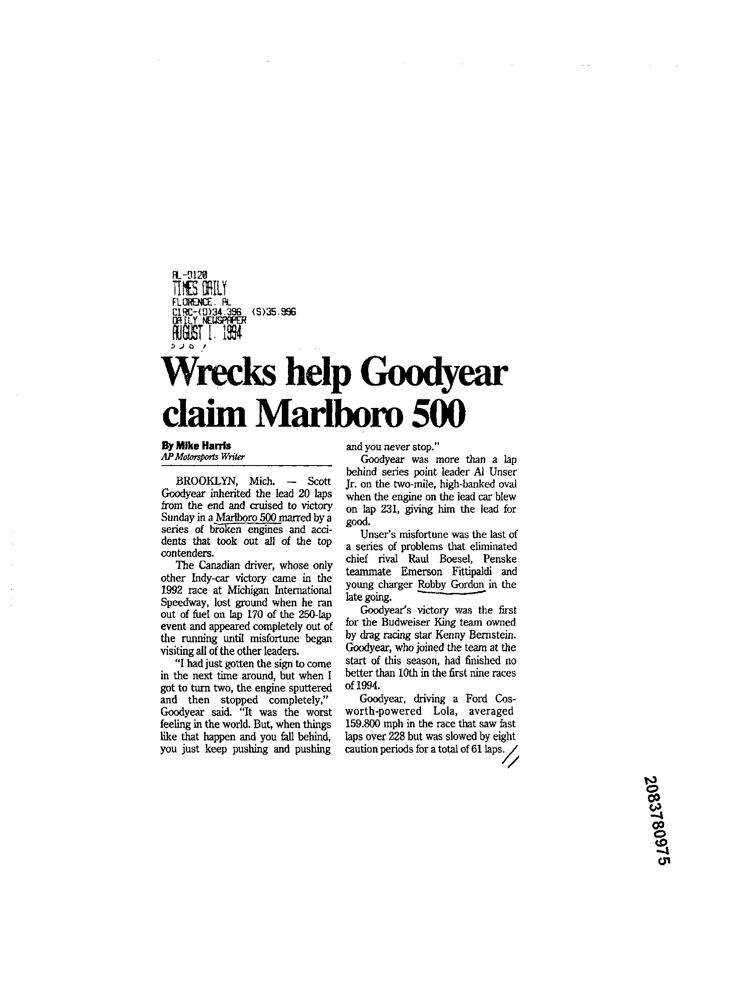 AL-0120
TIMES DAILY
FLORENCE. AL
CIRC-(D)34.396 (S)35.996
DAILY NEWSPAPER
AUGUST 1. 1994
Wrecks help Goodyear
claim Marlboro 500
By Mike Harris
AP Motorsports Writer
BROOKLYN, Mich. — Scott
Goodyear inherited the lead 20 laps
from the end and cruised to victory
Sunday in a Marlboro 500 marred by a
series of broken engines and acci-
dents that took out all of the top
contenders.
The Canadian driver, whose only
other Indy-car victory came in the
1992 race at Michigan International
Speedway, lost ground when he ran
out of fuel on lap 170 of the 250-lap
event and appeared completely out of
the running until misfortune began
visiting all of the other leaders.
"I had just gotten the sign to come
in the next time around, but when I
got to turn two, the engine sputtered
and then stopped completely,"
Goodyear said. "It was the worst
feeling in the world. But, when things
like that happen and you fall behind,
you just keep pushing and pushing
and you never stop."
Goodyear was more than a lap
behind series point leader Al Unser
Jr. on the two-mile, high-banked oval
when the engine on the lead car blew
on lap 231, giving him the lead for
good.
Unser's misfortune was the last of
a series of problems that eliminated
chief rival Raul Boesel, Penske
teammate Emerson Fittipaldi and
young charger Robby Gordon in the
late going.
Goodyear's victory was the first
for the Budweiser King team owned
by drag racing star Kenny Bernstein.
Goodyear, who joined the team at the
start of this season, had finished no
better than 10th in the first nine races
of 1994.
Goodyear, driving a Ford Cos-
worth-powered Lola, averaged
159.800 mph in the race that saw fast
laps over 228 but was slowed by eight
caution periods for a total of 61 laps.
2083780975